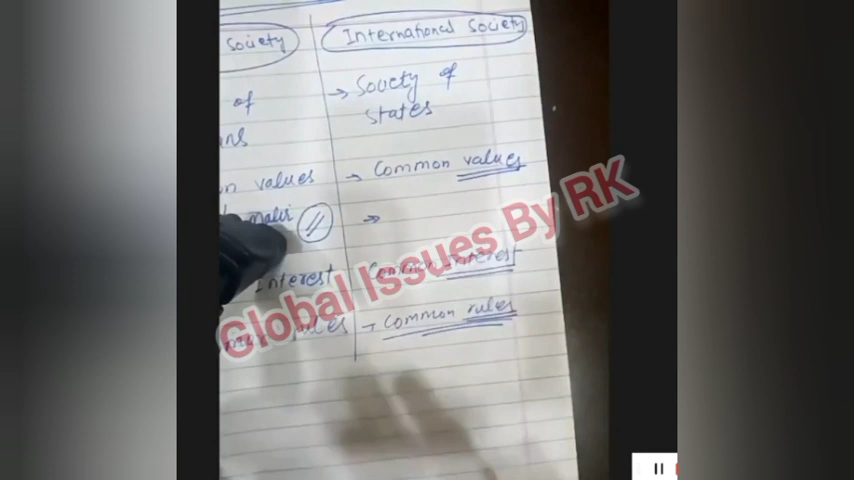 Society
International Society
of
→ Society of
states
values
→ Common values
→
Interest
Common Interest
rules
→ common rules
Global Issues By RK